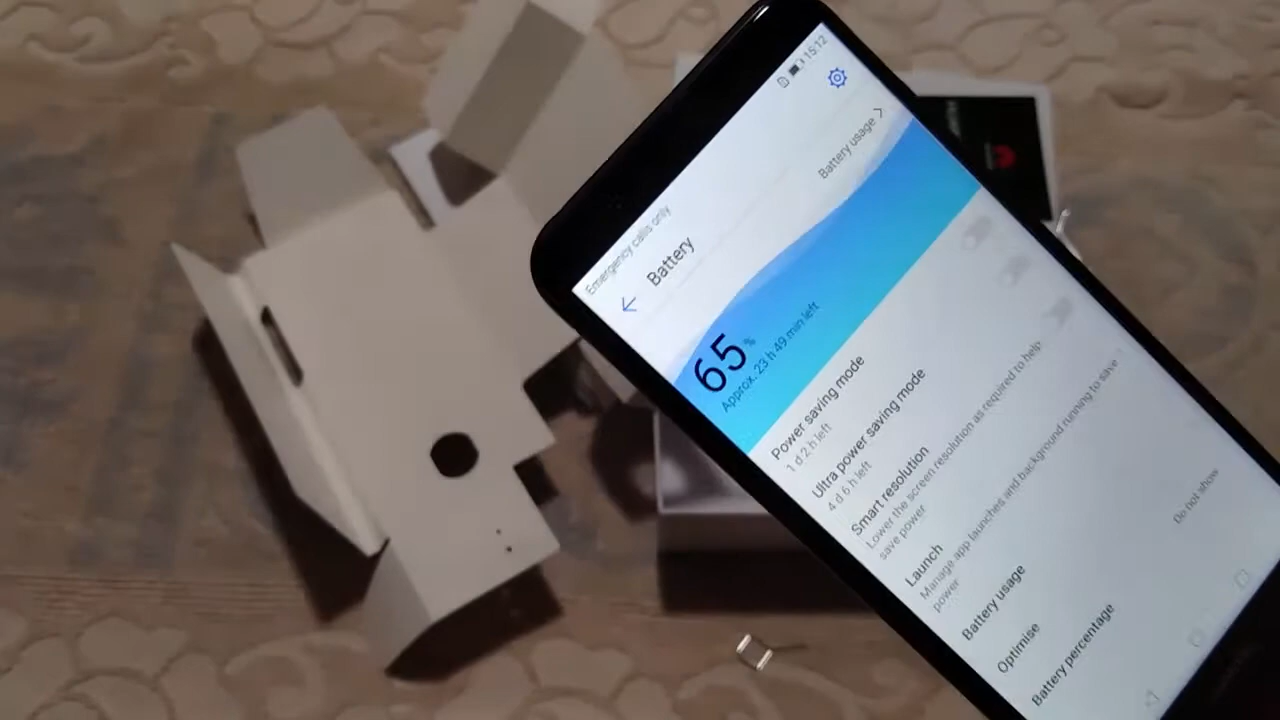 Emergency calls only 15:12
Battery
Battery usage
65 %
Approx. 23 h 49 min left
Power saving mode
1 d 2 h left
Ultra power saving mode
4 d 6 h left
Smart resolution
Lower the screen resolution as required to help
save power
Launch
Manage app launches and background running to save
power
Battery usage
Optimise
Battery percentage Do not show